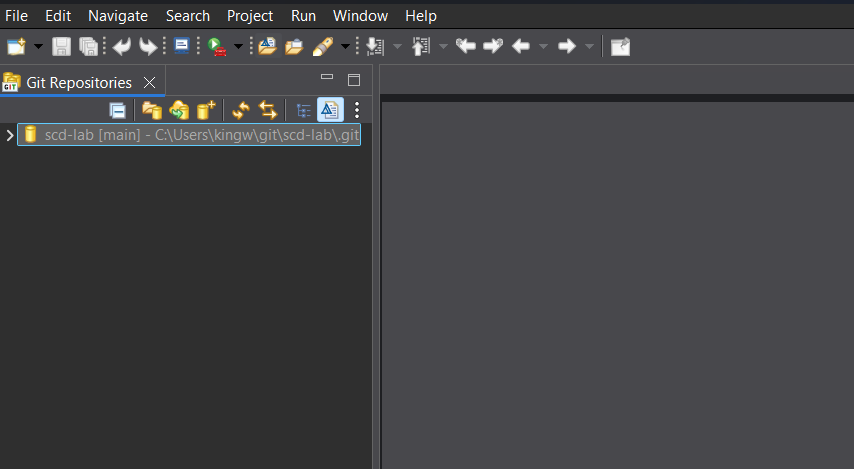 File Edit Navigate Search Project Run Window Help
GIT Git Repositories
scd-lab [main] - C:\Users\kingw\git\scd-lab\.git